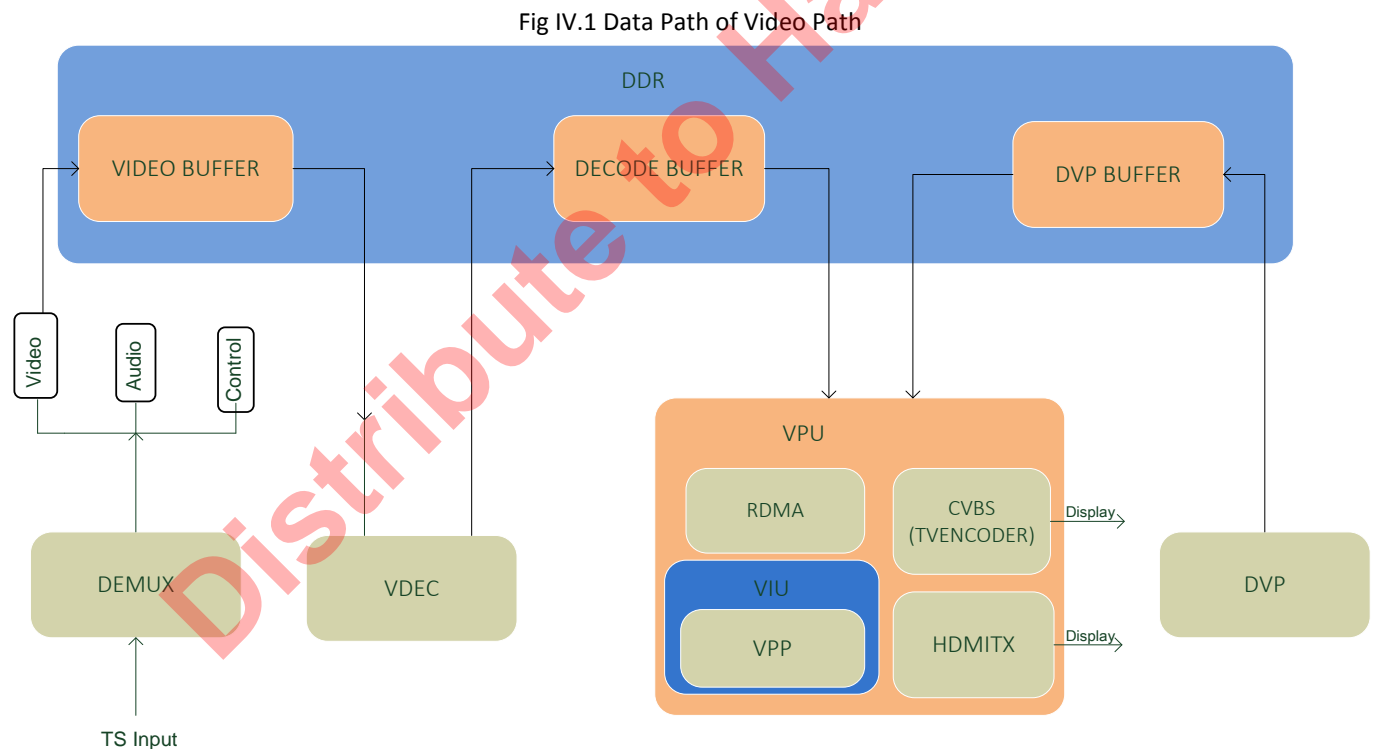 Fig IV.1 Data Path of Video Path
DDR
VIDEO BUFFER
DECODE BUFFER
DVP BUFFER
Video
Audio
Control
VPU
RDMA
CVBS
(TVENCODER)
Display
DEMUX
VDEC
VIU
VPP
HDMITX
Display
DVP
TS Input
Distribute to Ha